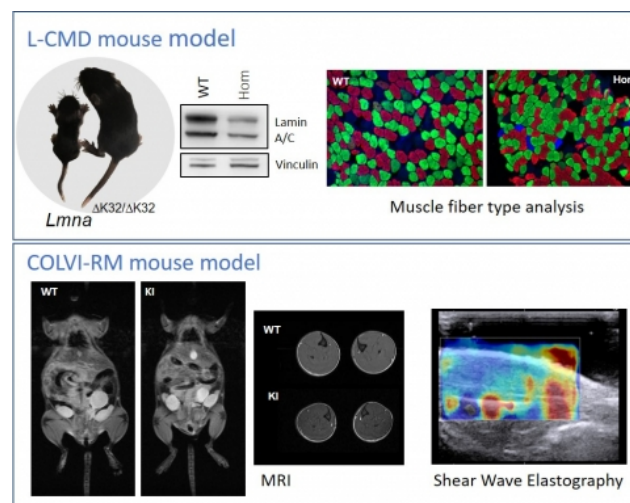 L-CMD mouse model
WT
Hom
Lamin
A/C
Vinculin
Lmna ΔK32/ΔK32
WT
Hom
Muscle fiber type analysis
COLVI-RM mouse model
WT
KI
WT
KI
MRI
Shear Wave Elastography